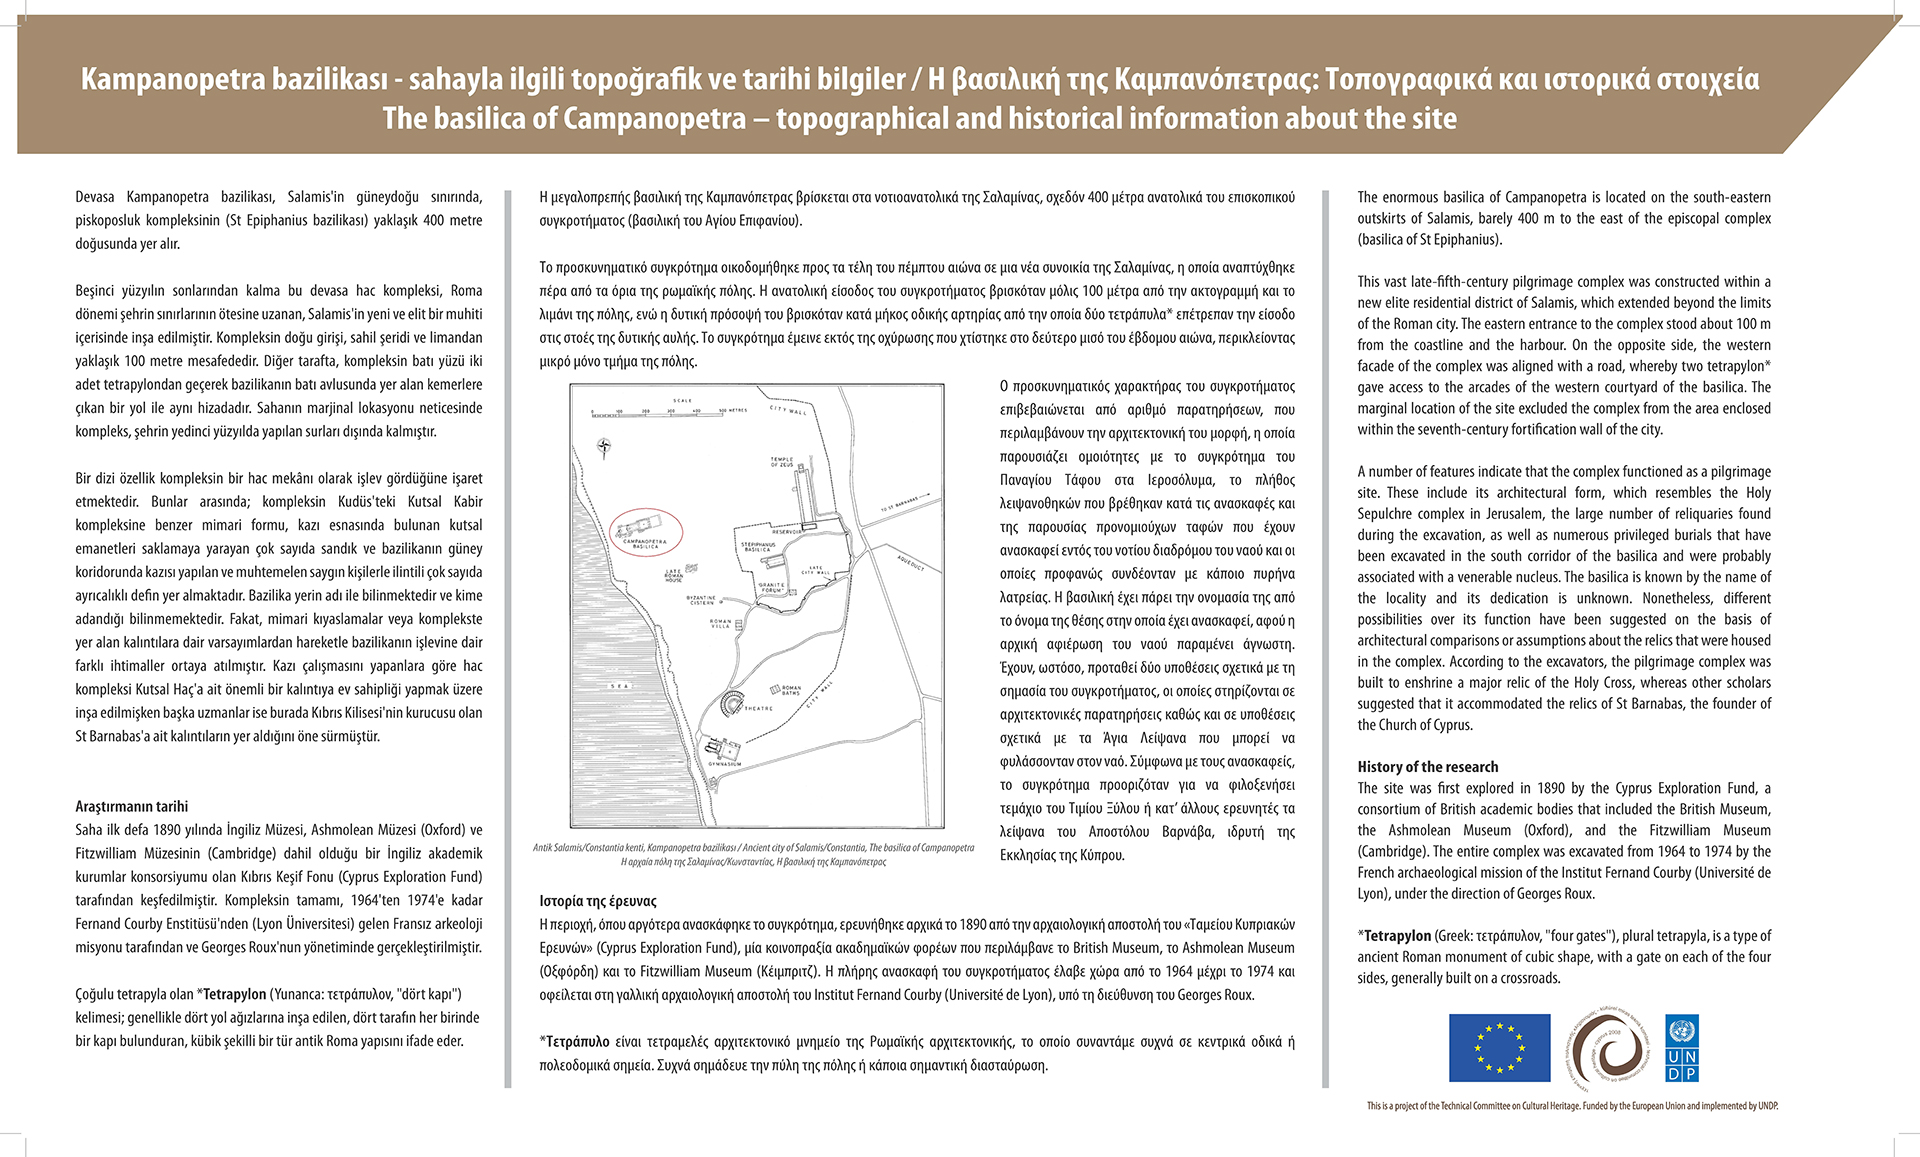 Kampanopetra bazilikası - sahayla ilgili topoğrafik ve tarihi bilgiler / Η βασιλική της Καμπανόπετρας: Τοπογραφικά και ιστορικά στοιχεία
The basilica of Campanopetra – topographical and historical information about the site
Devasa Kampanopetra bazilikası, Salamis'in güneydoğu sınırında,
piskoposluk kompleksinin (St Epiphanius bazilikası) yaklaşık 400 metre
doğusunda yer alır.
Beşinci yüzyılın sonlarından kalma bu devasa hac kompleksi, Roma
dönemi şehrin sınırlarının ötesine uzanan, Salamis'in yeni ve elit bir muhiti
içerisinde inşa edilmiştir. Kompleksin doğu girişi, sahil şeridi ve limandan
yaklaşık 100 metre mesafededir. Diğer tarafta, kompleksin batı yüzü iki
adet tetrapylondan geçerek bazilikanın batı avlusunda yer alan kemerlere
çıkan bir yol ile aynı hizadadır. Sahanın marjinal lokasyonu neticesinde
kompleks, şehrin yedinci yüzyılda yapılan surları dışında kalmıştır.
Bir dizi özellik kompleksin bir hac mekânı olarak işlev gördüğüne işaret
etmektedir. Bunlar arasında; kompleksin Kudüs'teki Kutsal Kabir
kompleksine benzer mimari formu, kazı esnasında bulunan kutsal
emanetleri saklamaya yarayan çok sayıda sandık ve bazilikanın güney
koridorunda kazısı yapılan ve muhtemelen saygın kişilerle ilintili çok sayıda
ayrıcalıklı defin yer almaktadır. Bazilika yerin adı ile bilinmektedir ve kime
adandığı bilinmemektedir. Fakat, mimari kıyaslamalar veya komplekste
yer alan kalıntılara dair varsayımlardan hareketle bazilikanın işlevine dair
farklı ihtimaller ortaya atılmıştır. Kazı çalışmasını yapanlara göre hac
kompleksi Kutsal Haç'a ait önemli bir kalıntıya ev sahipliği yapmak üzere
inşa edilmişken başka uzmanlar ise burada Kıbrıs Kilisesi'nin kurucusu olan
St Barnabas'a ait kalıntıların yer aldığını öne sürmüştür.
Araştırmanın tarihi
Saha ilk defa 1890 yılında İngiliz Müzesi, Ashmolean Müzesi (Oxford) ve
Fitzwilliam Müzesinin (Cambridge) dahil olduğu bir İngiliz akademik
kurumlar konsorsiyumu olan Kıbrıs Keşif Fonu (Cyprus Exploration Fund)
tarafından keşfedilmiştir. Kompleksin tamamı, 1964'ten 1974'e kadar
Fernand Courby Enstitüsü'nden (Lyon Üniversitesi) gelen Fransız arkeoloji
misyonu tarafından ve Georges Roux'nun yönetiminde gerçekleştirilmiştir.
Çoğulu tetrapyla olan *Tetrapylon (Yunanca: τετράπυλον, "dört kapı")
kelimesi; genellikle dört yol ağızlarına inşa edilen, dört tarafın her birinde
bir kapı bulunduran, kübik şekilli bir tür antik Roma yapısını ifade eder.
Η μεγαλοπρεπής βασιλική της Καμπανόπετρας βρίσκεται στα νοτιοανατολικά της Σαλαμίνας, σχεδόν 400 μέτρα ανατολικά του επισκοπικού
συγκροτήματος (βασιλική του Αγίου Επιφανίου).
Το προσκυνηματικό συγκρότημα οικοδομήθηκε προς τα τέλη του πέμπτου αιώνα σε μια νέα συνοικία της Σαλαμίνας, η οποία αναπτύχθηκε
πέρα από τα όρια της ρωμαϊκής πόλης. Η ανατολική είσοδος του συγκροτήματος βρισκόταν μόλις 100 μέτρα από την ακτογραμμή και το
λιμάνι της πόλης, ενώ η δυτική πρόσοψή του βρισκόταν κατά μήκος οδικής αρτηρίας από την οποία δύο τετράπυλα* επέτρεπαν την είσοδο
στις στοές της δυτικής αυλής. Το συγκρότημα έμεινε εκτός της οχύρωσης που χτίστηκε στο δεύτερο μισό του έβδομου αιώνα, περικλείοντας
μικρό μόνο τμήμα της πόλης.
SCALE
0 100 200 300 400 500 METRES
CITY WALL
TEMPLE
OF ZEUS
TO ST BARNABAS
RESERVOIR
CAMPANOPETRA
BASILICA
ST EPIPHANIUS
BASILICA
AQUEDUCT
LATE
CITY WALL
LATE
ROMAN
HOUSE
GRANITE
FORUM
BYZANTINE
CISTERN
ROMAN
VILLA
SEA
ROMAN
BATHS
CITY WALL
THEATRE
GYMNASIUM
Antik Salamis/Constantia kenti, Kampanopetra bazilikası / Ancient city of Salamis/Constantia, The basilica of Campanopetra
Η αρχαία πόλη της Σαλαμίνος/Κωνσταντίας, Η βασιλική της Καμπανόπετρος
Ο προσκυνηματικός χαρακτήρας του συγκροτήματος
επιβεβαιώνεται από αριθμό παρατηρήσεων, που
περιλαμβάνουν την αρχιτεκτονική του μορφή, η οποία
παρουσιάζει ομοιότητες με το συγκρότημα του
Παναγίου Τάφου στα Ιεροσόλυμα, το πλήθος
λειψανοθηκών που βρέθηκαν κατά τις ανασκαφές και
της παρουσίας προνομιούχων ταφών που έχουν
ανασκαφεί εντός του νοτίου διαδρόμου του ναού και οι
οποίες προφανώς συνδέονταν με κάποιο πυρήνα
λατρείας. Η βασιλική έχει πάρει την ονομασία της από
το όνομα της θέσης στην οποία έχει ανασκαφεί, αφού η
αρχική αφιέρωση του ναού παραμένει άγνωστη.
Έχουν, ωστόσο, προταθεί δύο υποθέσεις σχετικά με τη
σημασία του συγκροτήματος, οι οποίες στηρίζονται σε
αρχιτεκτονικές παρατηρήσεις καθώς και σε υποθέσεις
σχετικά με τα Άγια Λείψανα που μπορεί να
φυλάσσονταν στον ναό. Σύμφωνα με τους ανασκαφείς,
το συγκρότημα προοριζόταν για να φιλοξενήσει
τεμάχιο του Τιμίου Ξύλου ή κατ' άλλους ερευνητές τα
λείψανα του Αποστόλου Βαρνάβα, ιδρυτή της
Εκκλησίας της Κύπρου.
Ιστορία της έρευνας
Η περιοχή, όπου αργότερα ανασκάφηκε το συγκρότημα, ερευνήθηκε αρχικά το 1890 από την αρχαιολογική αποστολή του «Ταμείου Κυπριακών
Ερευνών» (Cyprus Exploration Fund), μία κοινοπραξία ακαδημαϊκών φορέων που περιλάμβανε το British Museum, το Ashmolean Museum
(Οξφόρδη) και το Fitzwilliam Museum (Κέιμπριτζ). Η πλήρης ανασκαφή του συγκροτήματος έλαβε χώρα από το 1964 μέχρι το 1974 και
οφείλεται στη γαλλική αρχαιολογική αποστολή του Institut Fernand Courby (Université de Lyon), υπό τη διεύθυνση του Georges Roux.
*Τετράπυλο είναι τετραμελές αρχιτεκτονικό μνημείο της Ρωμαϊκής αρχιτεκτονικής, το οποίο συναντάμε συχνά σε κεντρικά οδικά ή
πολεοδομικά σημεία. Συχνά σημάδευε την πύλη της πόλης ή κάποια σημαντική διασταύρωση.
The enormous basilica of Campanopetra is located on the south-eastern
outskirts of Salamis, barely 400 m to the east of the episcopal complex
(basilica of St Epiphanius).
This vast late-fifth-century pilgrimage complex was constructed within a
new elite residential district of Salamis, which extended beyond the limits
of the Roman city. The eastern entrance to the complex stood about 100 m
from the coastline and the harbour. On the opposite side, the western
facade of the complex was aligned with a road, whereby two tetrapylon*
gave access to the arcades of the western courtyard of the basilica. The
marginal location of the site excluded the complex from the area enclosed
within the seventh-century fortification wall of the city.
A number of features indicate that the complex functioned as a pilgrimage
site. These include its architectural form, which resembles the Holy
Sepulchre complex in Jerusalem, the large number of reliquaries found
during the excavation, as well as numerous privileged burials that have
been excavated in the south corridor of the basilica and were probably
associated with a venerable nucleus. The basilica is known by the name of
the locality and its dedication is unknown. Nonetheless, different
possibilities over its function have been suggested on the basis of
architectural comparisons or assumptions about the relics that were housed
in the complex. According to the excavators, the pilgrimage complex was
built to enshrine a major relic of the Holy Cross, whereas other scholars
suggested that it accommodated the relics of St Barnabas, the founder of
the Church of Cyprus.
History of the research
The site was first explored in 1890 by the Cyprus Exploration Fund, a
consortium of British academic bodies that included the British Museum,
the Ashmolean Museum (Oxford), and the Fitzwilliam Museum
(Cambridge). The entire complex was excavated from 1964 to 1974 by the
French archaeological mission of the Institut Fernand Courby (Université de
Lyon), under the direction of Georges Roux.
*Tetrapylon (Greek: τετράπυλον, "four gates"), plural tetrapyla, is a type of
ancient Roman monument of cubic shape, with a gate on each of the four
sides, generally built on a crossroads.
UN
DP
This is a project of the Technical Committee on Cultural Heritage. Funded by the European Union and implemented by UNDP.